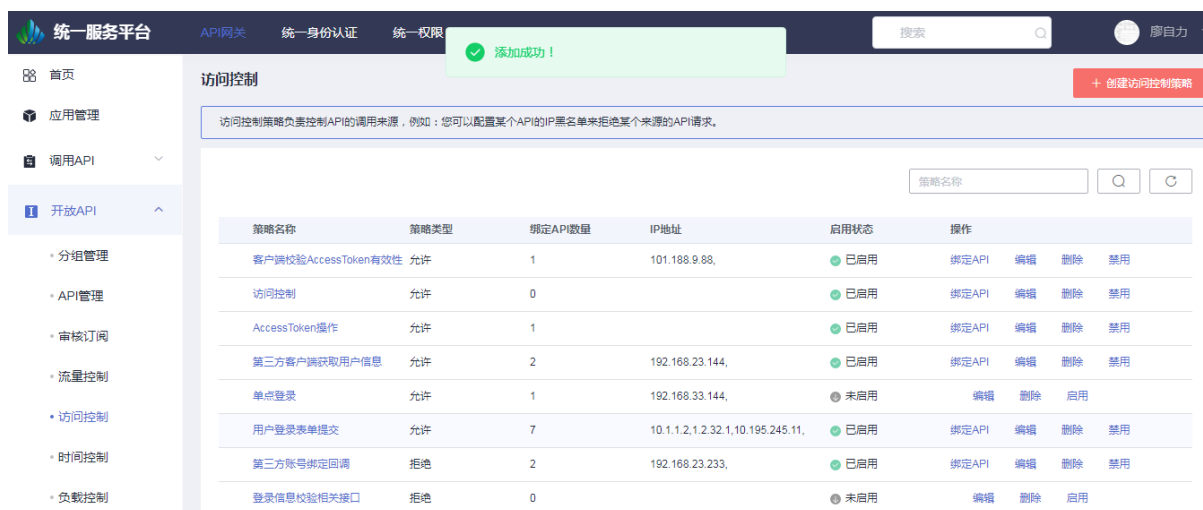 统一服务平台 API网关 统一身份认证 统一权限 搜索 廖自力
添加成功！
首页
应用管理
调用API
开放API
分组管理
API管理
审核订阅
流量控制
访问控制
时间控制
负载控制
访问控制
+ 创建访问控制策略
访问控制策略负责控制API的调用来源，例如：您可以配置某个API的IP黑名单来拒绝某个来源的API请求。
策略名称
策略名称 策略类型 绑定API数量 IP地址 启用状态 操作
客户端校验AccessToken有效性 允许 1 101.188.9.88, 已启用 绑定API 编辑 删除 禁用
访问控制 允许 0 已启用 绑定API 编辑 删除 禁用
AccessToken操作 允许 1 已启用 绑定API 编辑 删除 禁用
第三方客户端获取用户信息 允许 2 192.168.23.144, 已启用 绑定API 编辑 删除 禁用
单点登录 允许 1 192.168.33.144, 未启用 编辑 删除 启用
用户登录表单提交 允许 7 10.1.1.2,1.2.32.1,10.195.245.11, 已启用 绑定API 编辑 删除 禁用
第三方账号绑定回调 拒绝 2 192.168.23.233, 已启用 绑定API 编辑 删除 禁用
登录信息校验相关接口 拒绝 0 未启用 编辑 删除 启用